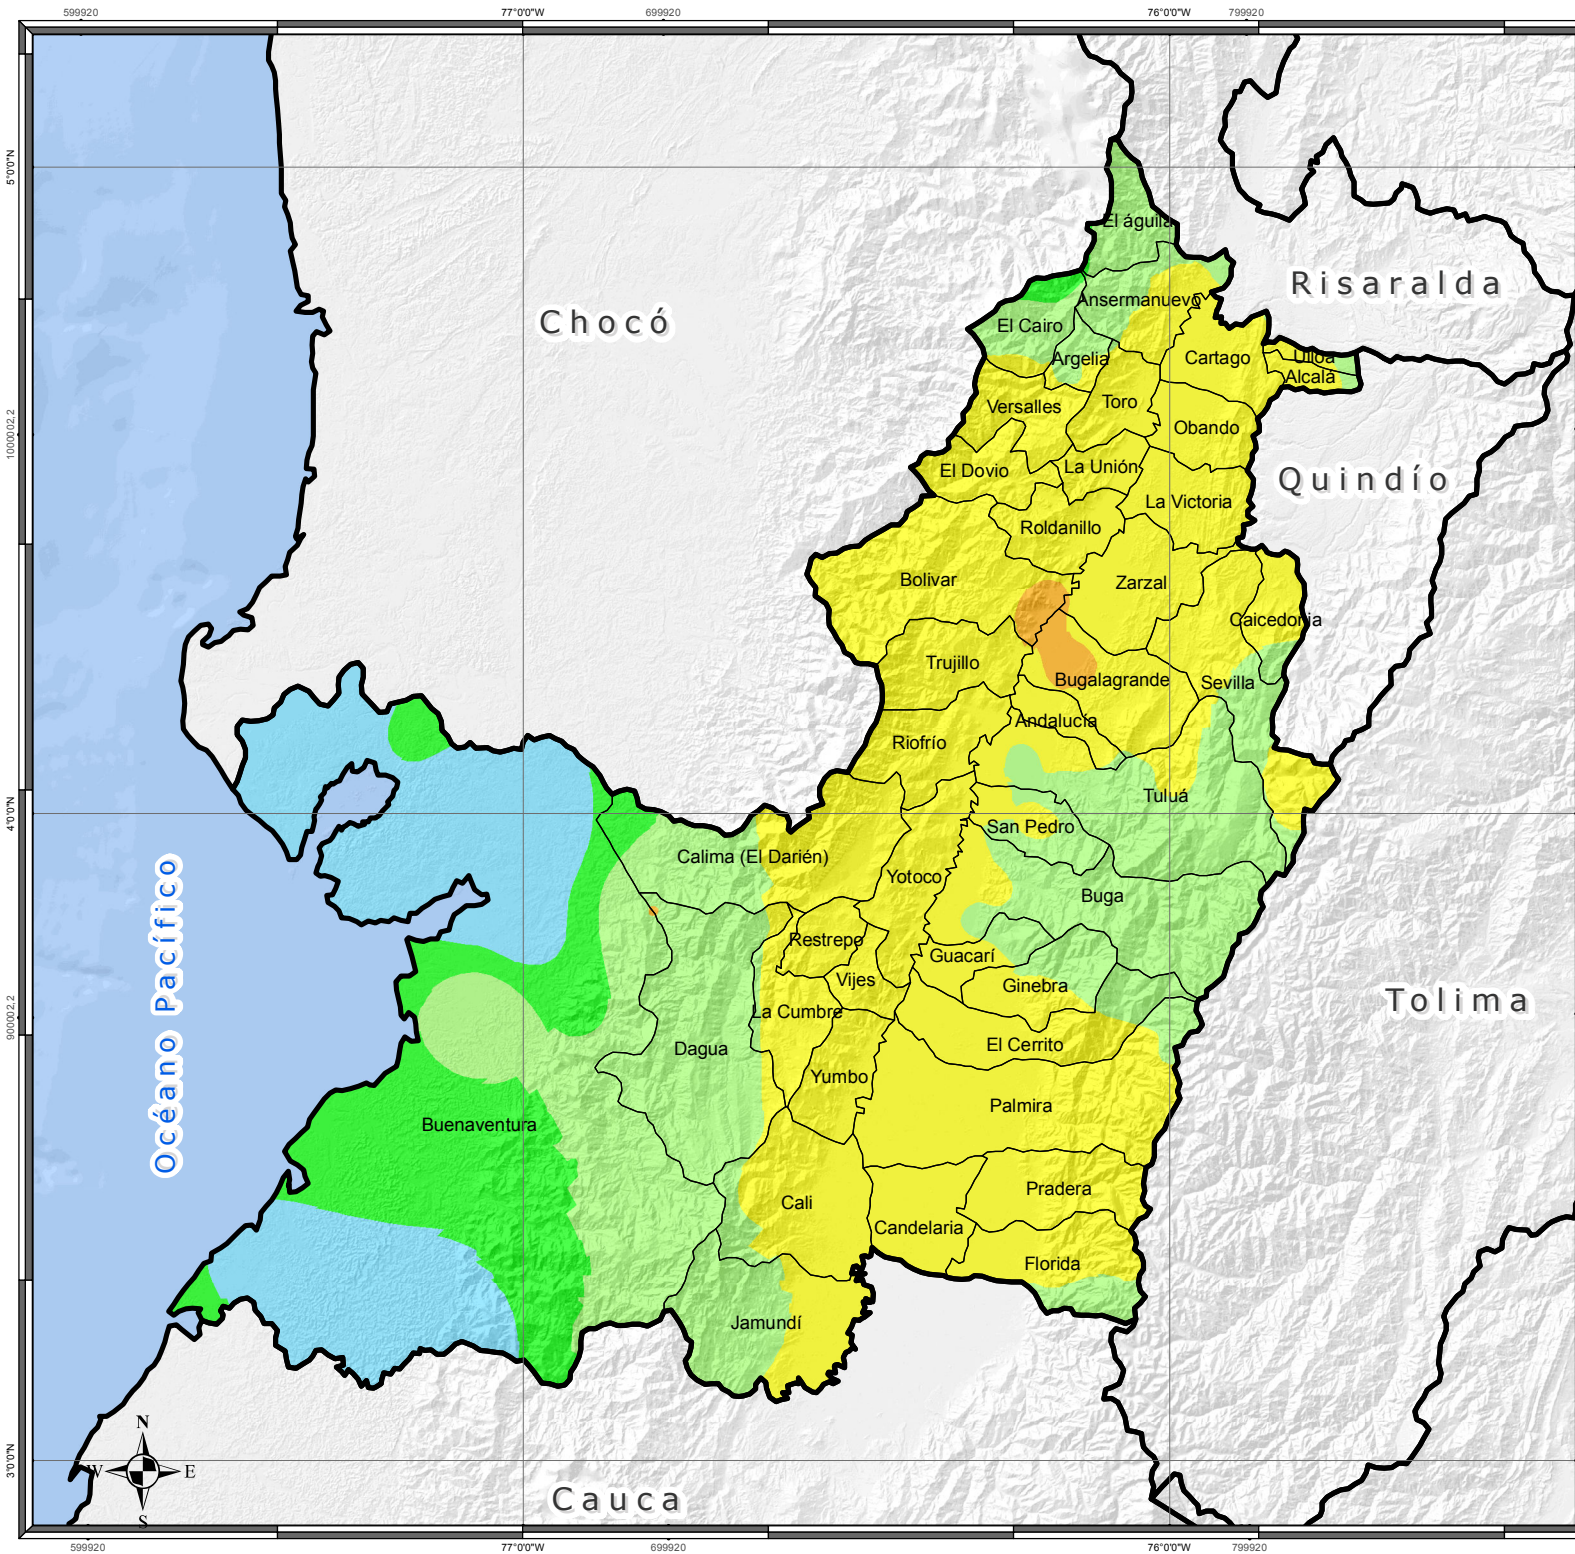 599920
77°0'0"W
699920
76°0'0"W
799920
5°0'0"N
El águila
Risaralda
Ansermanuevo
Chocó
El Cairo
Argelia
Cartago
Ulloa
Alcalá
Versalles
Toro
Obando
1000002,2
El Dovio
La Unión
Quindío
La Victoria
Roldanillo
Bolivar
Zarzal
Caicedonia
Trujillo
Bugalagrande
Sevilla
Andalucía
Riofrío
Tuluá
4°0'0"N
San Pedro
Calima (El Darién)
Yotoco
Buga
Océano Pacífico
Restrepo
Guacarí
Vijes
Ginebra
Tolima
900002,2
La Cumbre
El Cerrito
Dagua
Yumbo
Palmira
Buenaventura
Pradera
Cali
Candelaria
Florida
Jamundí
N
W
E
S
3°0'0"N
Cauca
599920
77°0'0"W
699920
76°0'0"W
799920